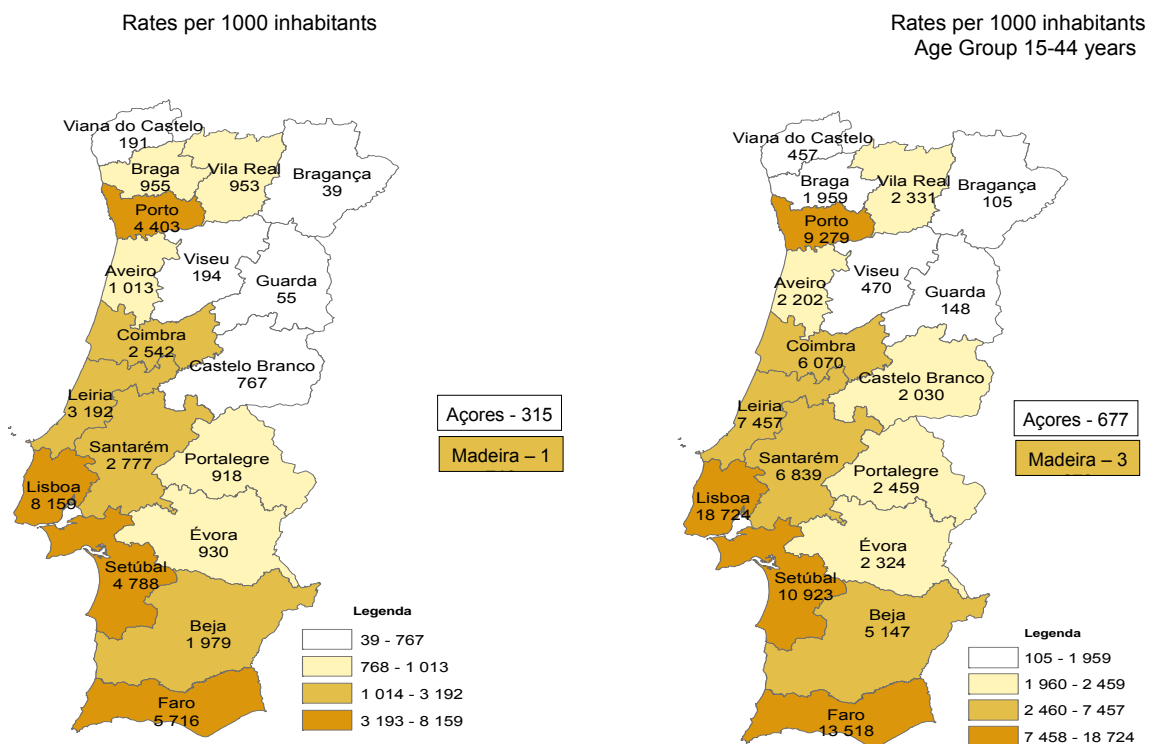 Rates per 1000 inhabitants
Viana do Castelo
191
Braga
955
Vila Real
953
Bragança
39
Porto
4 403
Aveiro
1 013
Viseu
194
Guarda
55
Coimbra
2 542
Castelo Branco
767
Leiria
3 192
Santarém
2 777
Portalegre
918
Lisboa
8 159
Évora
930
Setúbal
4 788
Beja
1 979
Faro
5 716
Açores - 315
Madeira – 1
Legenda
39 - 767
768 - 1 013
1 014 - 3 192
3 193 - 8 159
Rates per 1000 inhabitants
Age Group 15-44 years
Viana do Castelo
457
Braga
1 959
Vila Real
2 331
Bragança
105
Porto
9 279
Aveiro
2 202
Viseu
470
Guarda
148
Coimbra
6 070
Castelo Branco
2 030
Leiria
7 457
Santarém
6 839
Portalegre
2 459
Lisboa
18 724
Évora
2 324
Setúbal
10 923
Beja
5 147
Faro
13 518
Açores - 677
Madeira – 3
Legenda
105 - 1 959
1 960 - 2 459
2 460 - 7 457
7 458 - 18 724